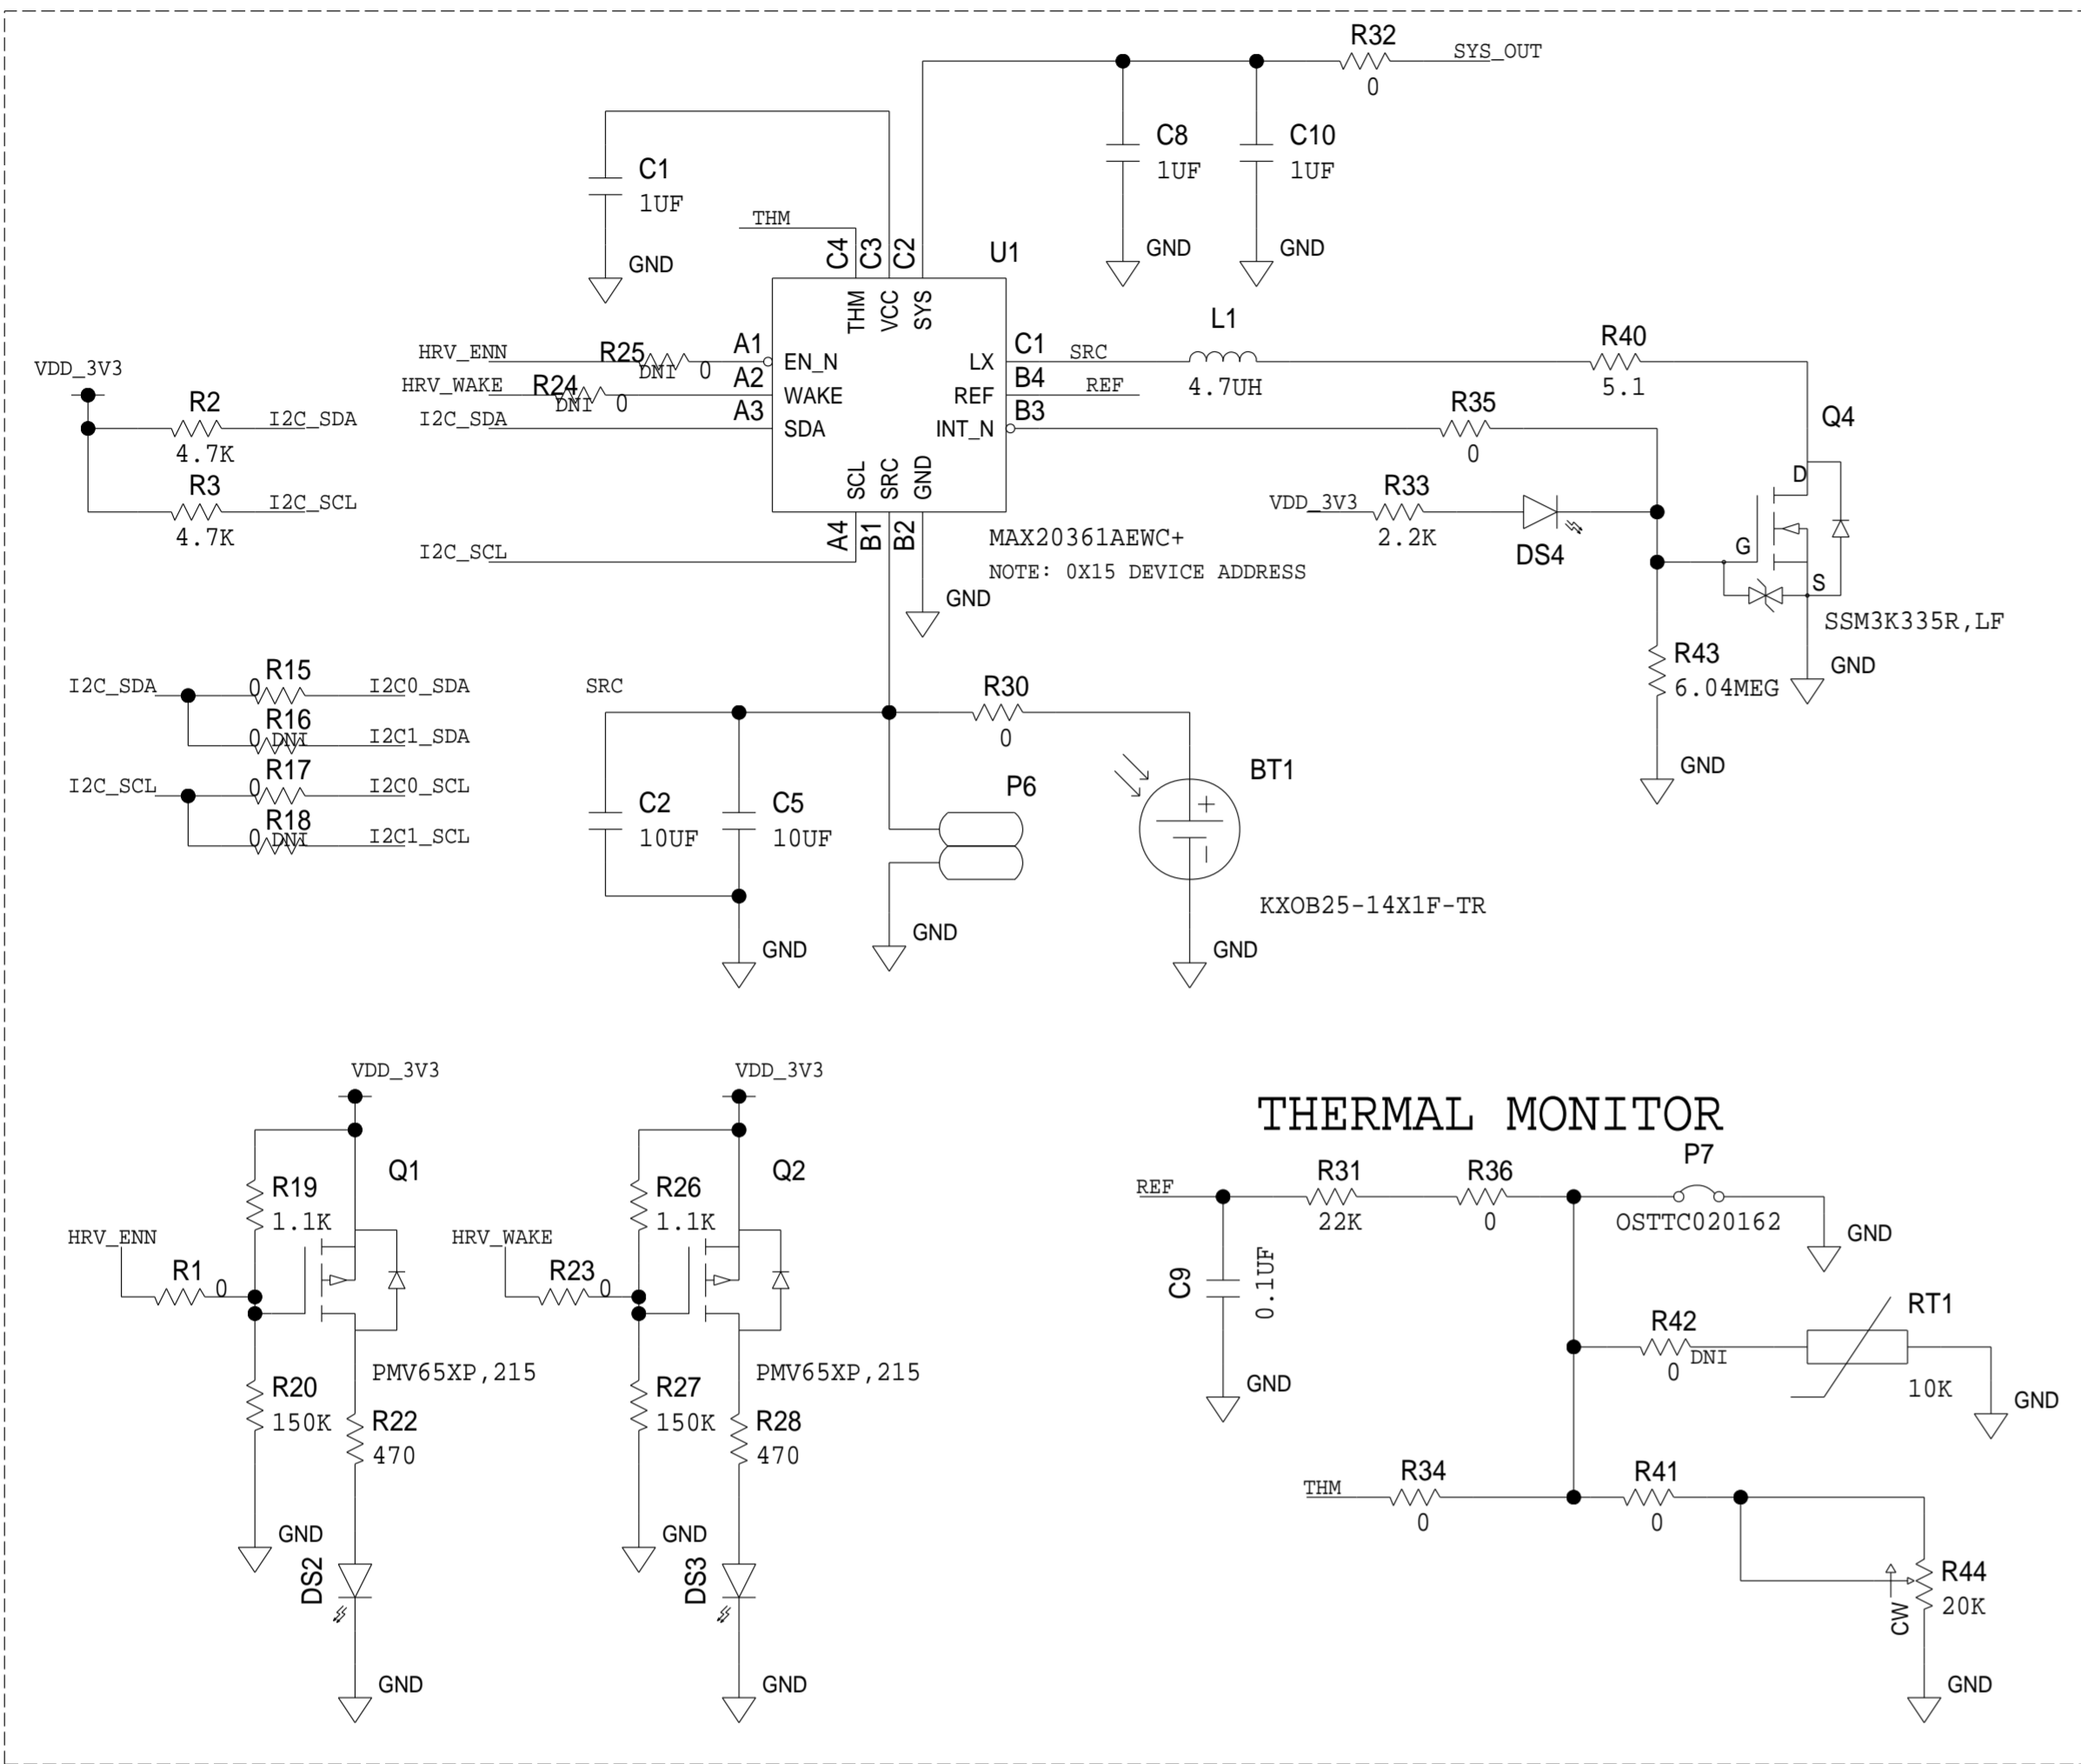 R32
SYS_OUT
0
C8
1UF
C10
1UF
C1
1UF
THM
GND
GND
GND
C4
C3
C2
U1
THM
VCC
SYS
L1
4.7UH
R40
5.1
HRV_ENN
R25
DNI
0
A1
EN_N
LX
C1
SRC
HRV_WAKE
R24
DNI
0
A2
WAKE
REF
B4
REF
I2C_SDA
A3
SDA
INT_N
B3
R35
0
VDD_3V3
R2
4.7K
I2C_SDA
R3
4.7K
I2C_SCL
SCL
SRC
GND
A4
B1
B2
I2C_SCL
MAX20361AEWC+
NOTE: 0X15 DEVICE ADDRESS
GND
VDD_3V3
R33
2.2K
DS4
Q4
D
G
S
SSM3K335R,LF
GND
R43
6.04MEG
GND
I2C_SDA
0
R15
I2C0_SDA
0
R16
DNI
I2C1_SDA
I2C_SCL
0
R17
I2C0_SCL
0
R18
DNI
I2C1_SCL
SRC
R30
0
C2
10UF
C5
10UF
P6
BT1
KXOB25-14X1F-TR
GND
GND
GND
VDD_3V3
Q1
R19
1.1K
HRV_ENN
R1
0
PMV65XP,215
R20
150K
R22
470
GND
DS2
GND
VDD_3V3
Q2
R26
1.1K
HRV_WAKE
R23
0
PMV65XP,215
R27
150K
R28
470
GND
DS3
GND
THERMAL MONITOR
REF
R31
22K
R36
0
P7
OSTTC020162
GND
C9
0.1UF
GND
R42
0
DNI
RT1
10K
GND
THM
R34
0
R41
0
R44
20K
CW
GND